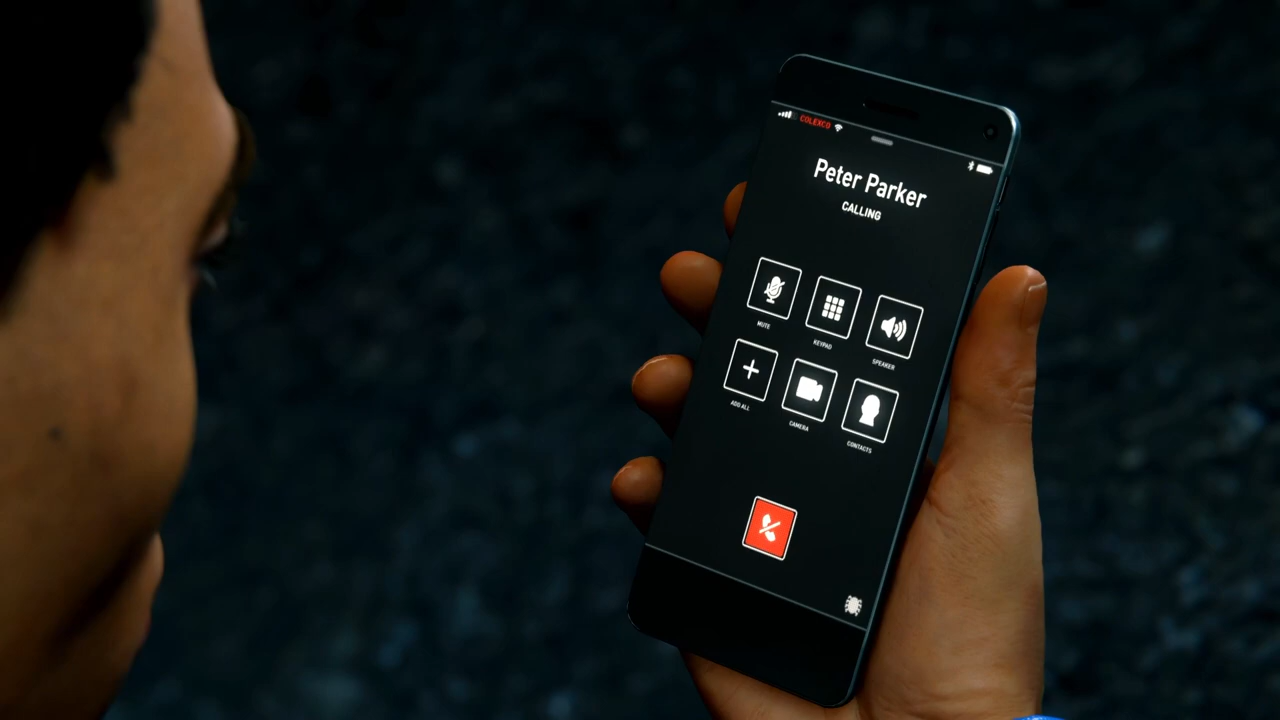 COLEXCO
Peter Parker
CALLING
MUTE
KEYPAD
SPEAKER
ADD ALL
CAMERA
CONTACTS